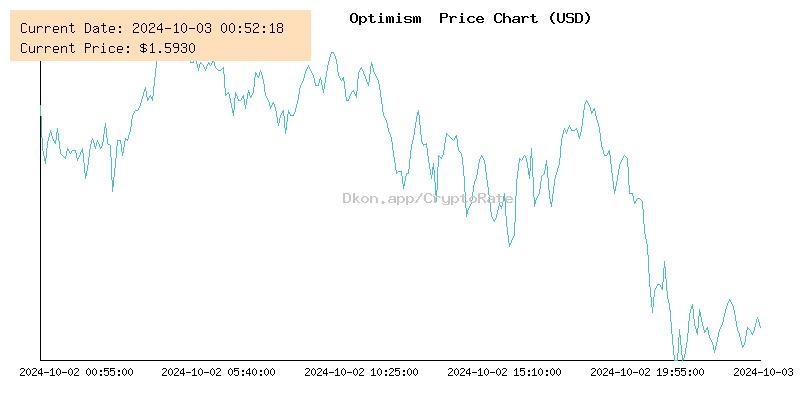 Optimism  Price Chart (USD)
Current Date: 2024-10-03 00:52:18
Current Price: $1.5930
Dkon.app/CryptoRate
2024-10-02 00:55:00 2024-10-02 05:40:00 2024-10-02 10:25:00 2024-10-02 15:10:00 2024-10-02 19:55:00 2024-10-03